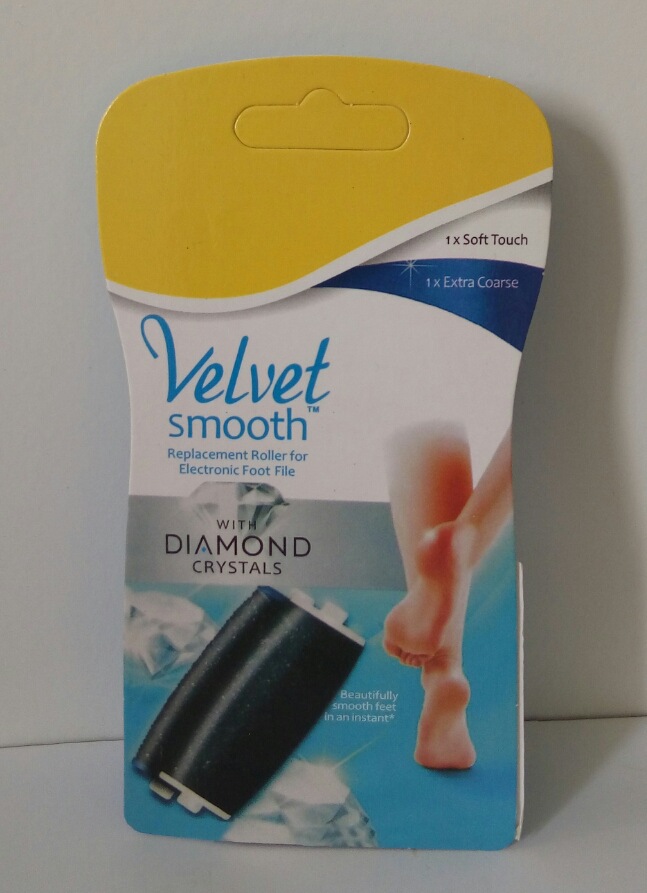 1 x Soft Touch
1 x Extra Coarse
Velvet
smooth™
Replacement Roller for
Electronic Foot File
WITH
DIAMOND
CRYSTALS
Beautifully
smooth feet
in an instant*